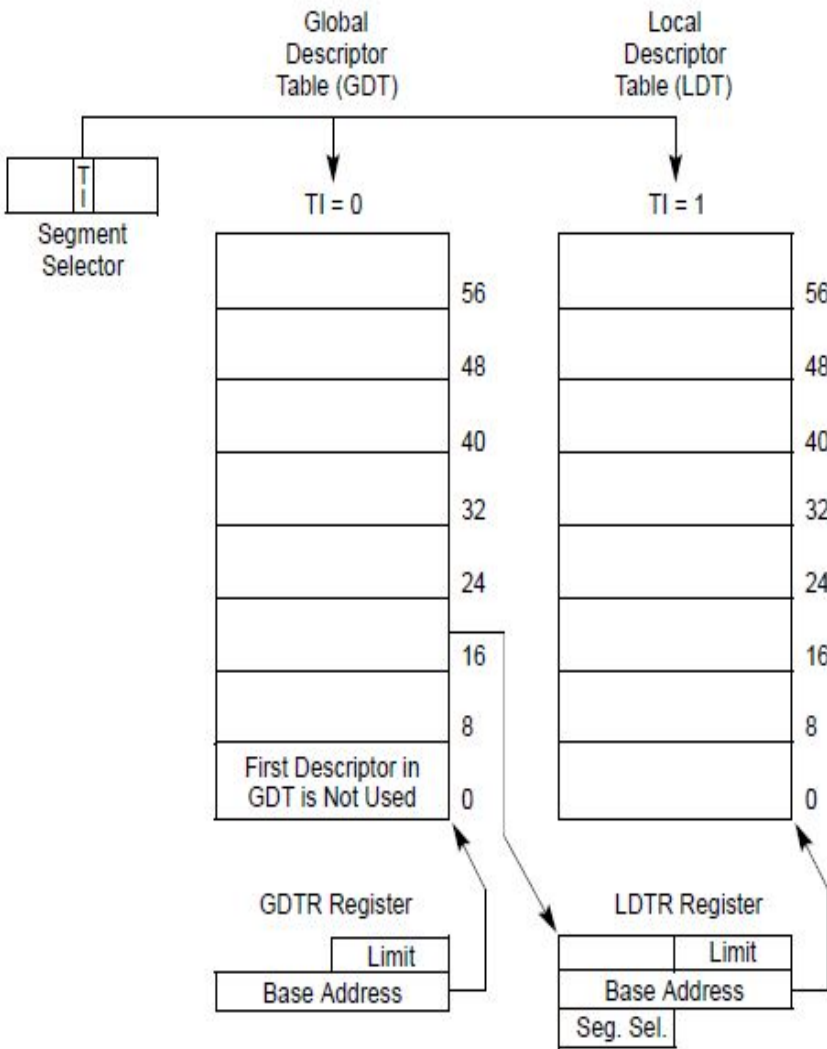 Global
Descriptor
Table (GDT)
Local
Descriptor
Table (LDT)
T
I
Segment
Selector
TI = 0
TI = 1
56
48
40
32
24
16
8
First Descriptor in
GDT is Not Used
0
56
48
40
32
24
16
8
0
GDTR Register
Limit
Base Address
LDTR Register
Limit
Base Address
Seg. Sel.